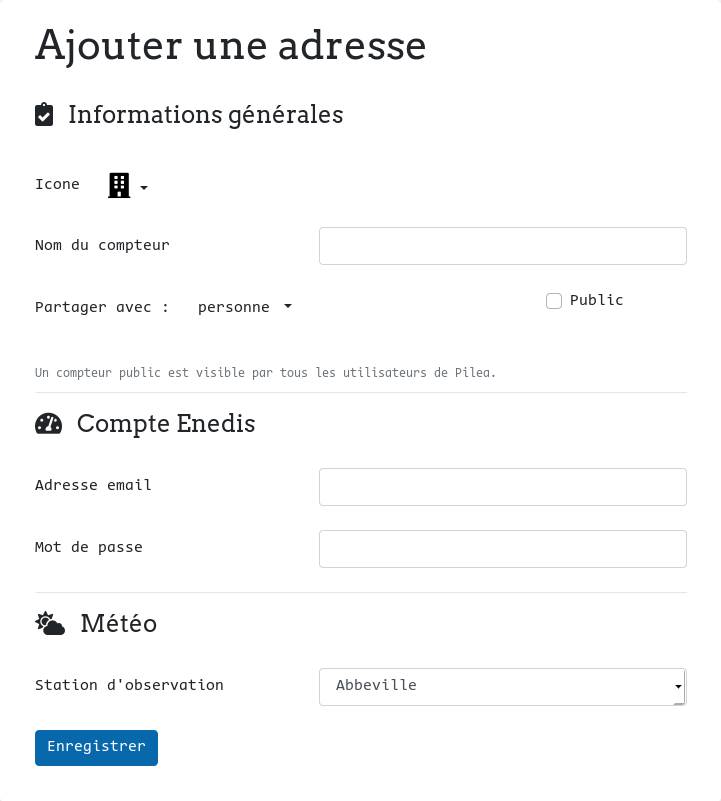 Ajouter une adresse
Informations générales
Icone
Nom du compteur
Partager avec : personne
Public
Un compteur public est visible par tous les utilisateurs de Pilea.
Compte Enedis
Adresse email
Mot de passe
Météo
Station d'observation
Abbeville
Enregistrer